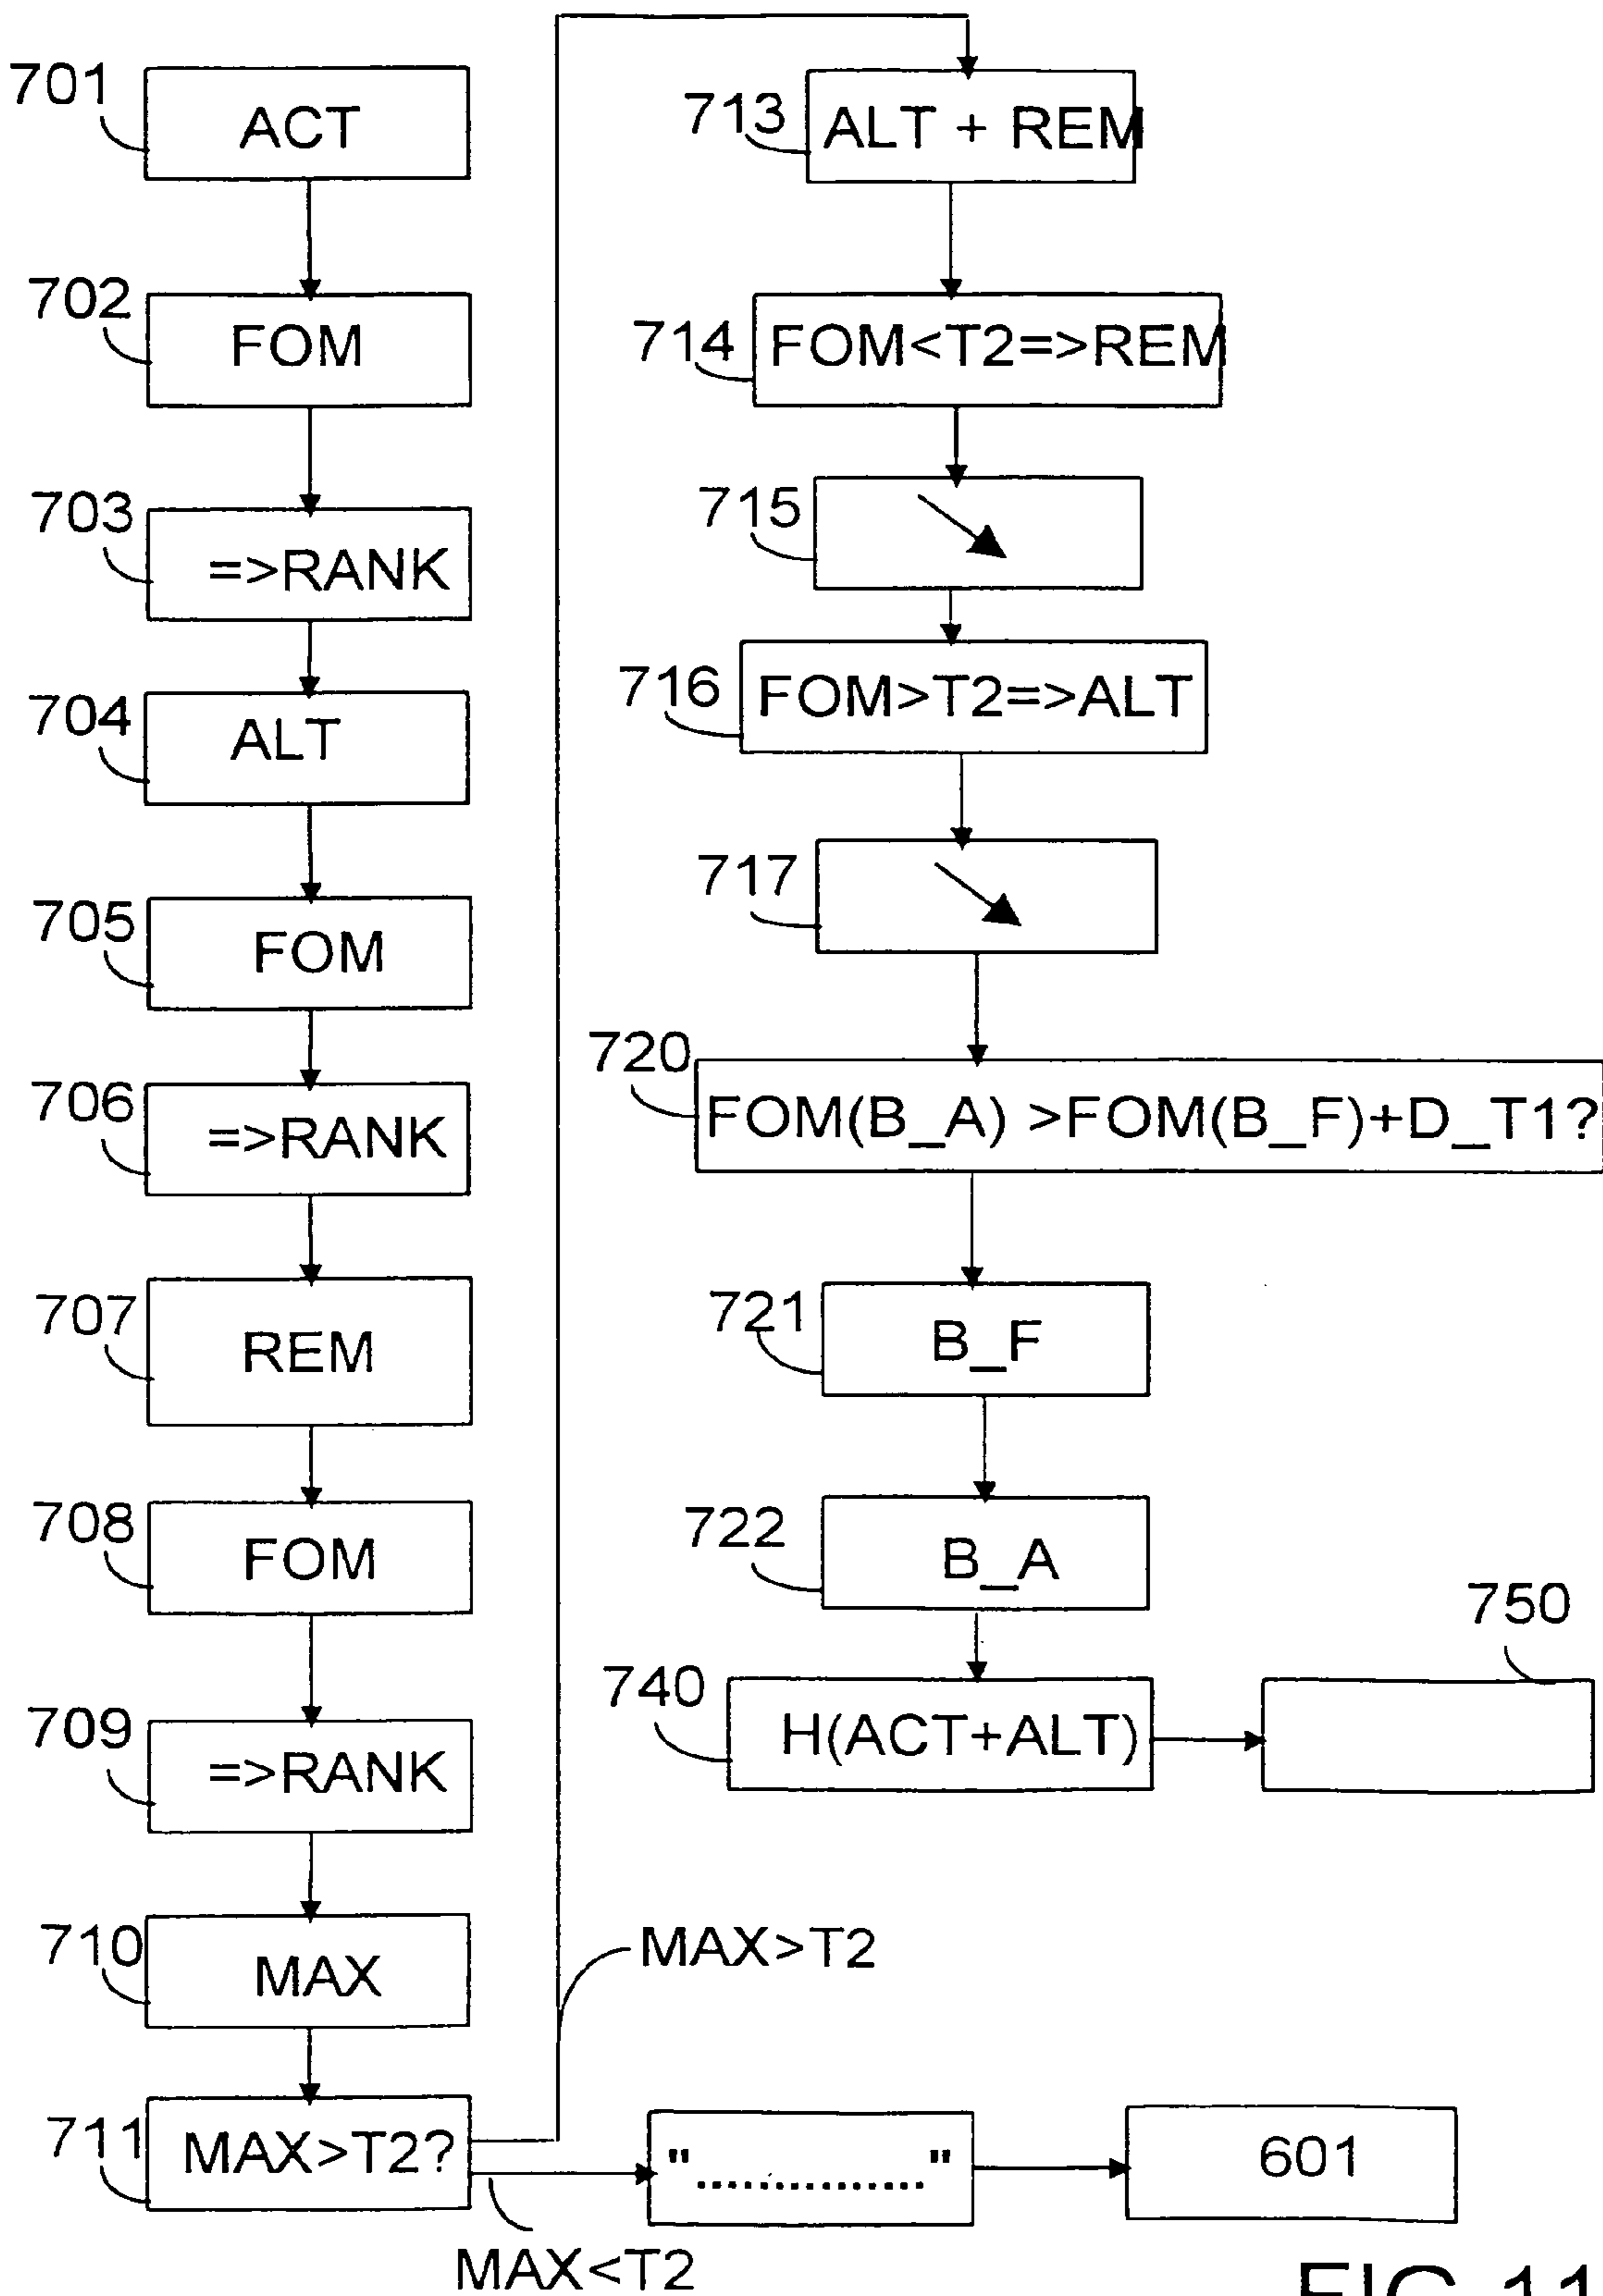 701
ACT
702
FOM
703
=>RANK
704
ALT
705
FOM
706
=>RANK
707
REM
708
FOM
709
=>RANK
710
MAX
711
MAX>T2?
MAX>T2
MAX<T2
"..............."
601
713
ALT + REM
714
FOM<T2=>REM
715
716
FOM>T2=>ALT
717
720
FOM(B_A) >FOM(B_F)+D_T1?
721
B_F
722
B_A
740
H(ACT+ALT)
750
FIG.11